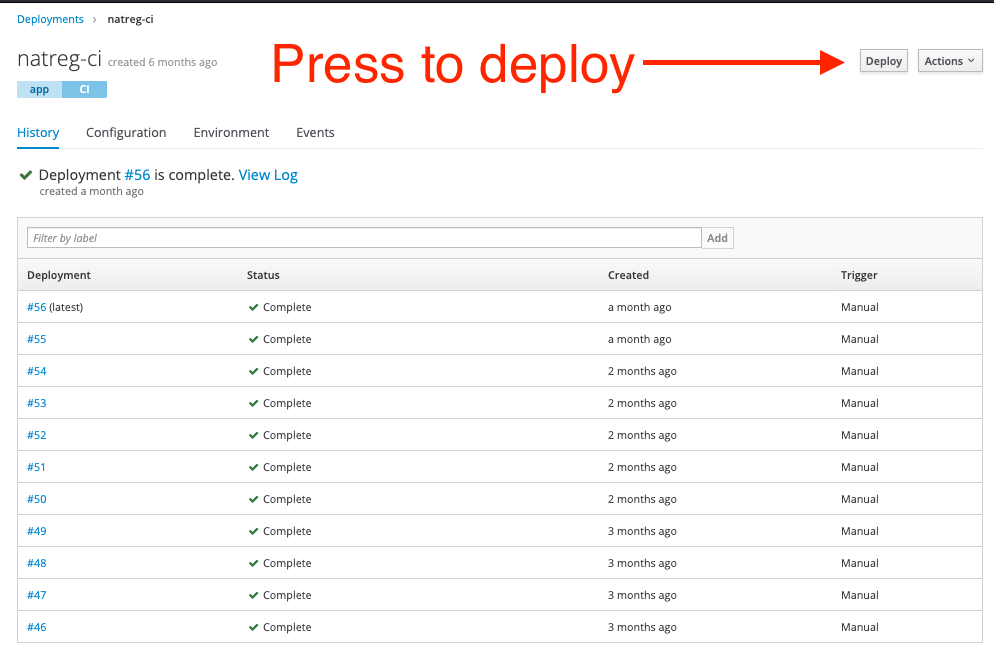 Deployments › natreg-ci
natreg-ci created 6 months ago
Press to deploy
Deploy Actions
app CI
History Configuration Environment Events
Deployment #56 is complete. View Log
created a month ago
Filter by label Add
Deployment Status Created Trigger
#56 (latest) Complete a month ago Manual
#55 Complete a month ago Manual
#54 Complete 2 months ago Manual
#53 Complete 2 months ago Manual
#52 Complete 2 months ago Manual
#51 Complete 2 months ago Manual
#50 Complete 2 months ago Manual
#49 Complete 3 months ago Manual
#48 Complete 3 months ago Manual
#47 Complete 3 months ago Manual
#46 Complete 3 months ago Manual